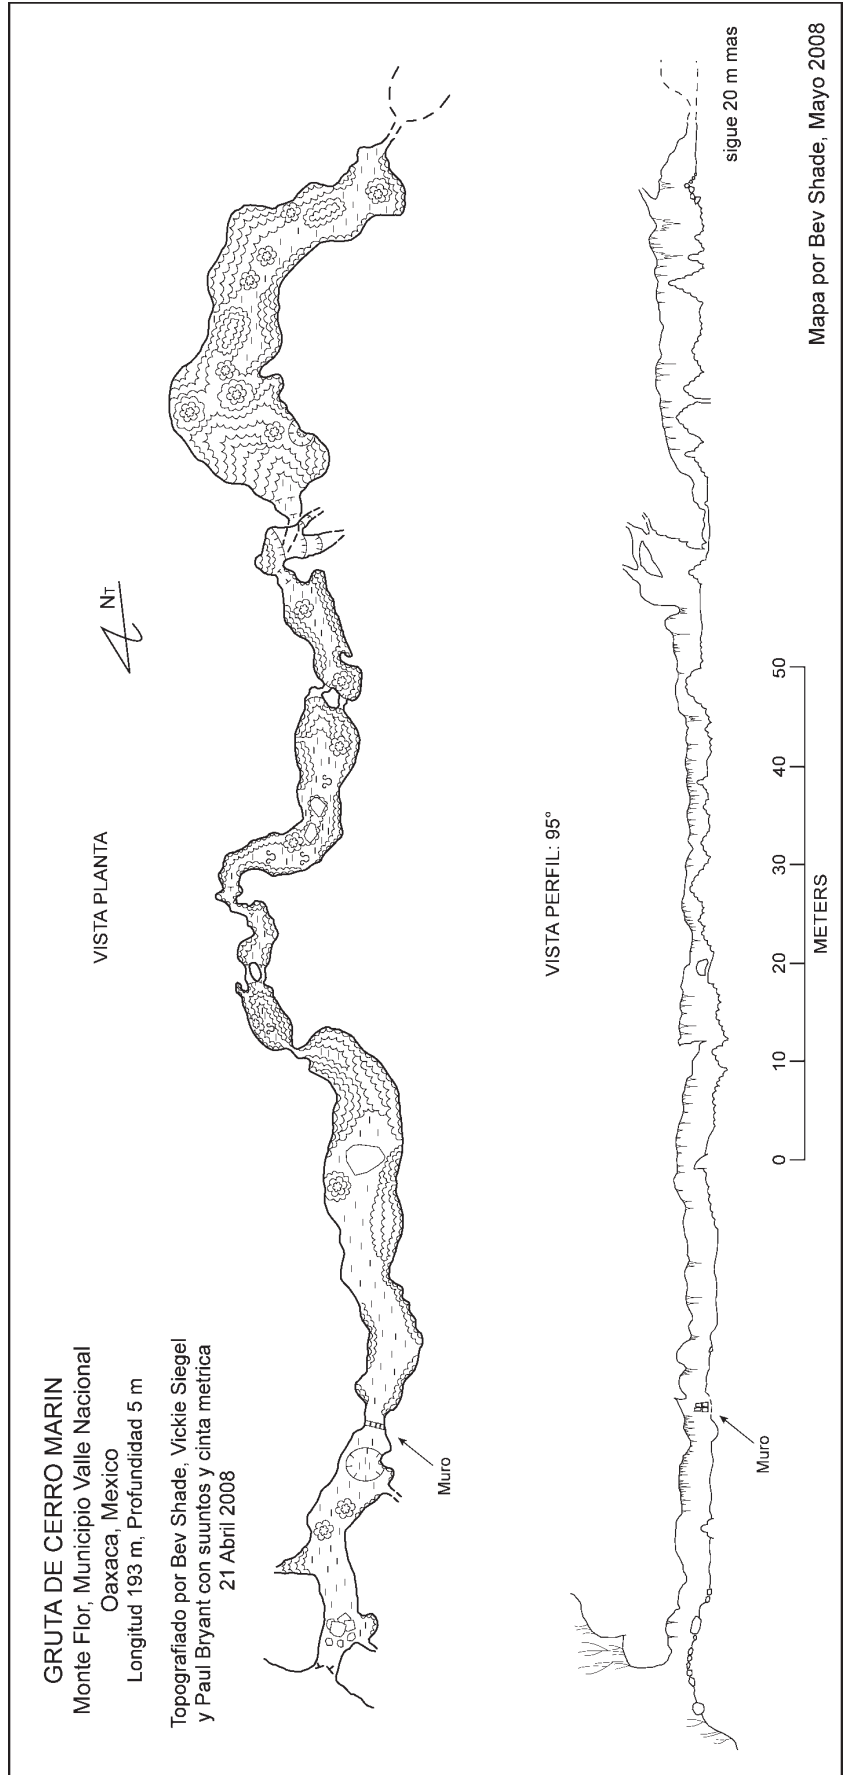 GRUTA DE CERRO MARIN
Monte Flor, Municipio Valle Nacional
Oaxaca, Mexico
Longitud 193 m, Profundidad 5 m
Topografiado por Bev Shade, Vickie Siegel
y Paul Bryant con suuntos y cinta metrica
21 Abril 2008
VISTA PLANTA
NT
Muro
VISTA PERFIL: 95°
Muro
sigue 20 m mas
0 10 20 30 40 50
METERS
Mapa por Bev Shade, Mayo 2008